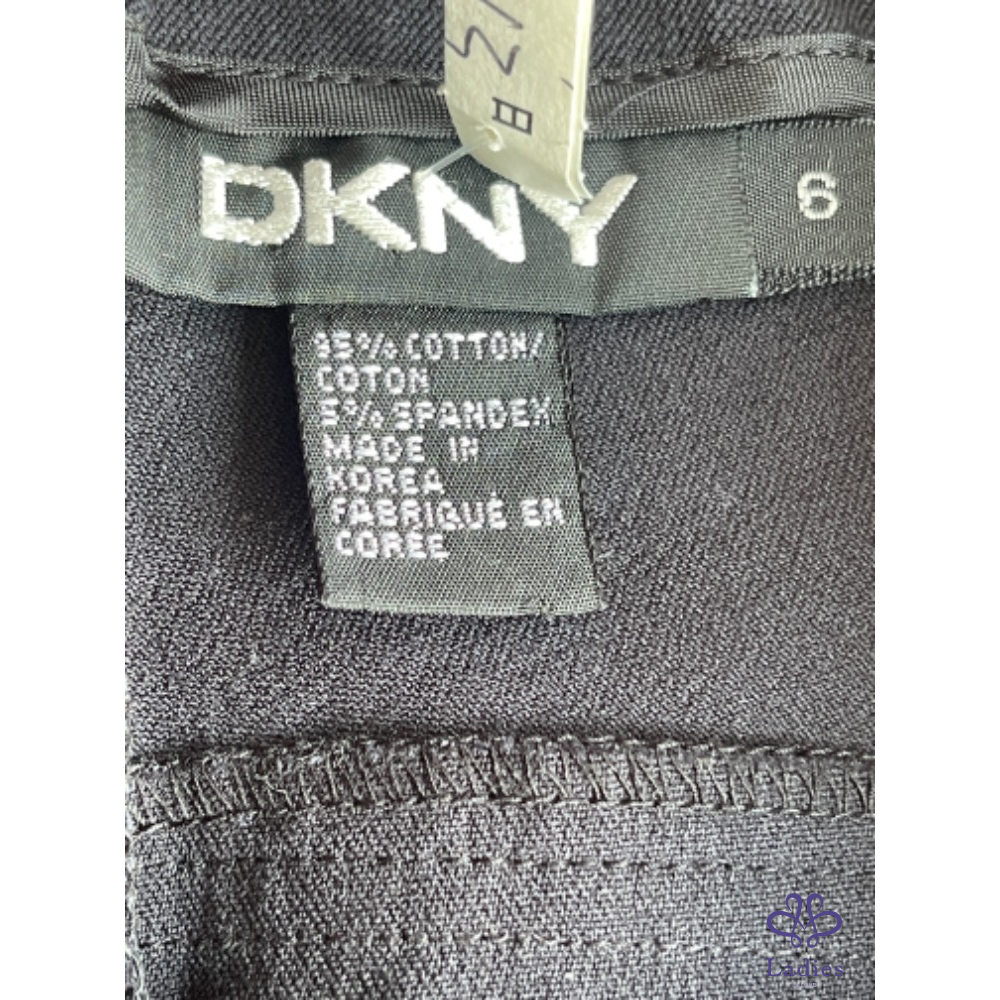 DKNY
6
95% COTTON/
COTON
5% SPANDEX
MADE IN
KOREA
FABRIQUÉ EN
CORÉE
Ladies